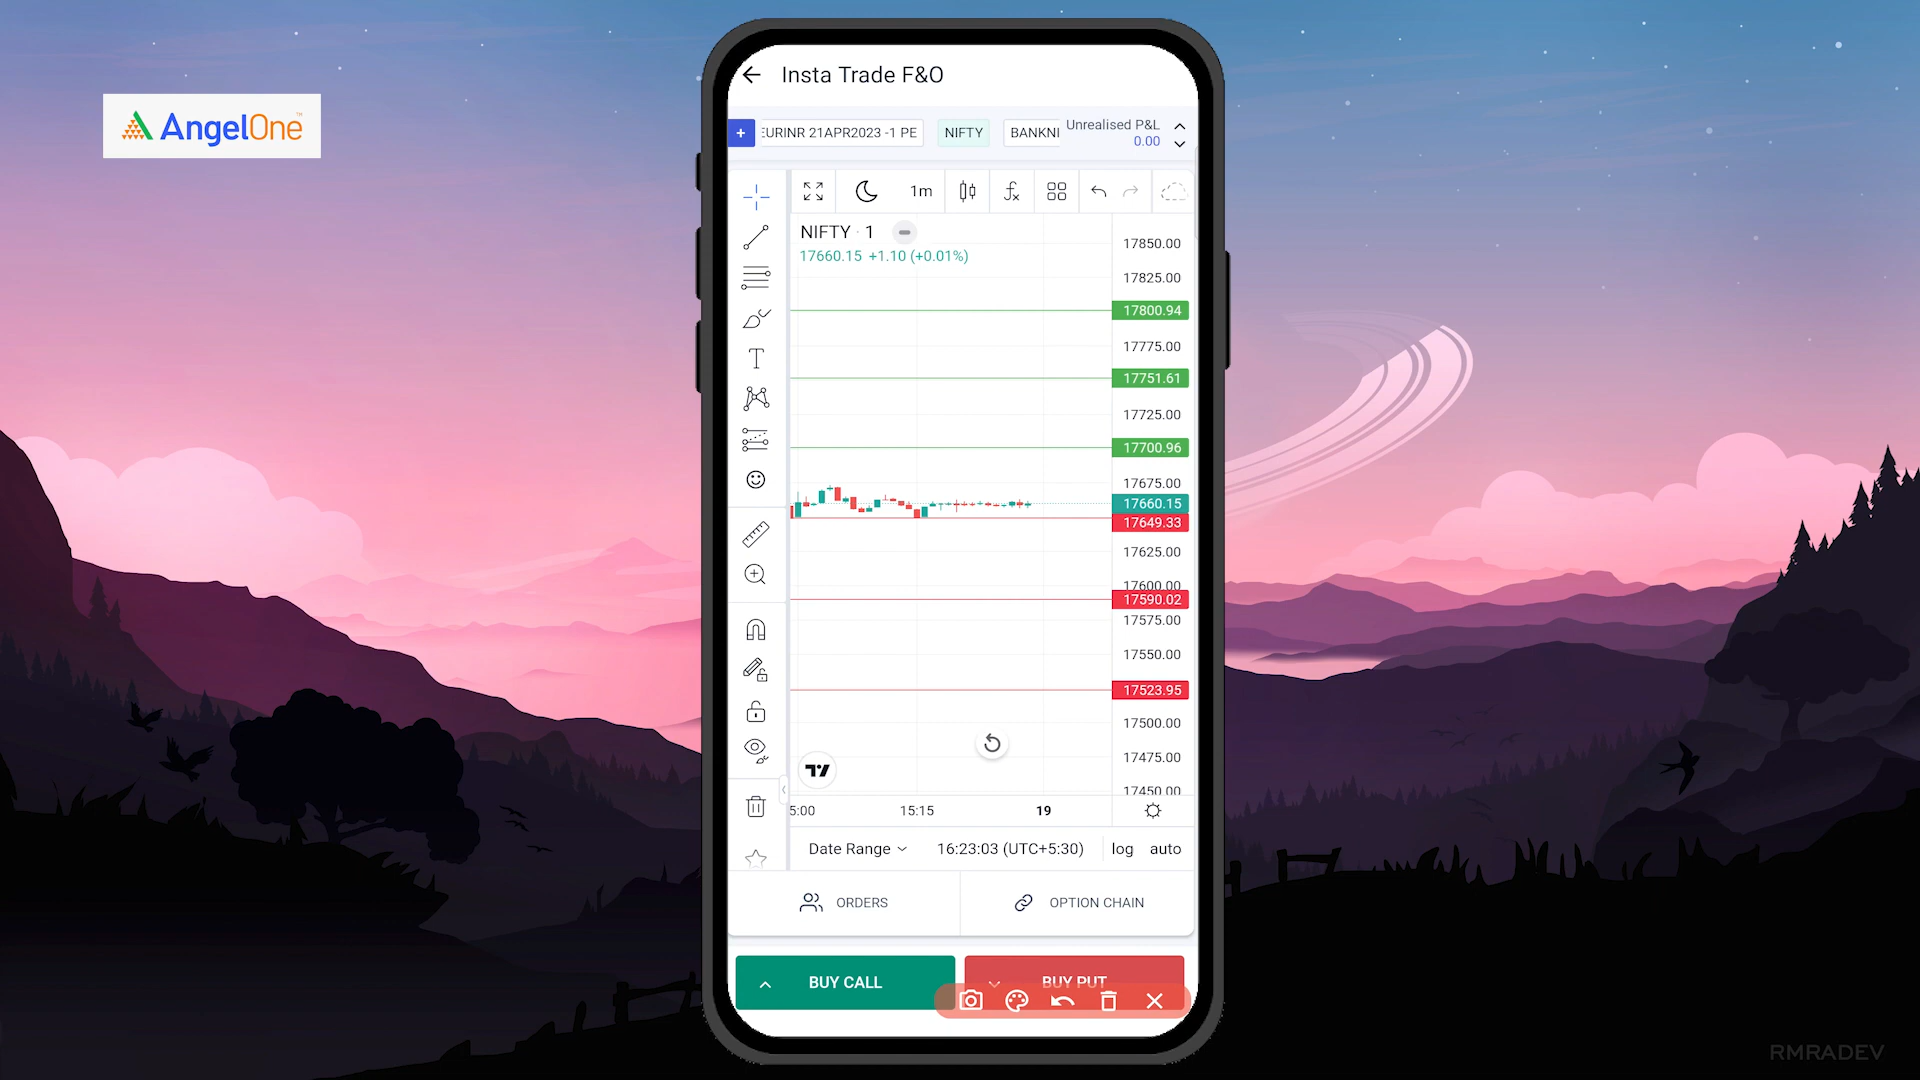 AngelOne™
Insta Trade F&O
+ EURINR 21APR2023 -1 PE NIFTY BANKNI Unrealised P&L
0.00
1m
NIFTY · 1
17660.15 +1.10 (+0.01%)
17850.00
17825.00
17800.94
17775.00
17751.61
17725.00
17700.96
17675.00
17660.15
17649.33
17625.00
17600.00
17590.02
17575.00
17550.00
17523.95
17500.00
17475.00
17450.00
5:00 15:15 19
Date Range 16:23:03 (UTC+5:30) log auto
ORDERS OPTION CHAIN
BUY CALL BUY PUT
RMRADEV